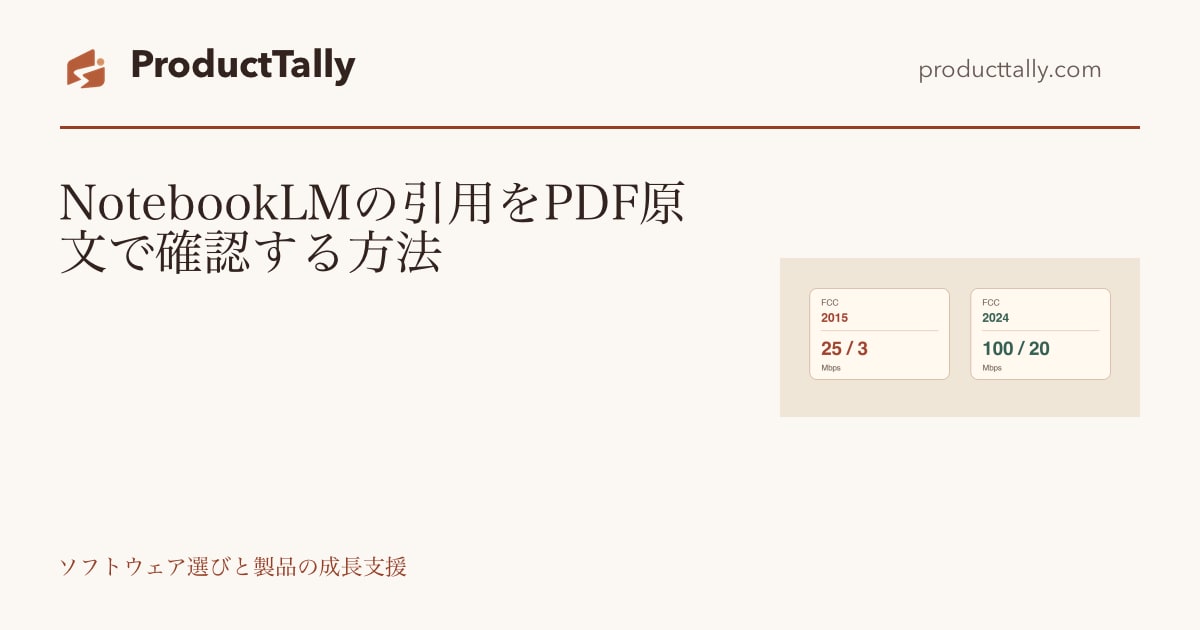 ProductTally
producttally.com
NotebookLMの引用をPDF原
文で確認する方法
FCC
2015
25 / 3
Mbps
FCC
2024
100 / 20
Mbps
ソフトウェア選びと製品の成長支援